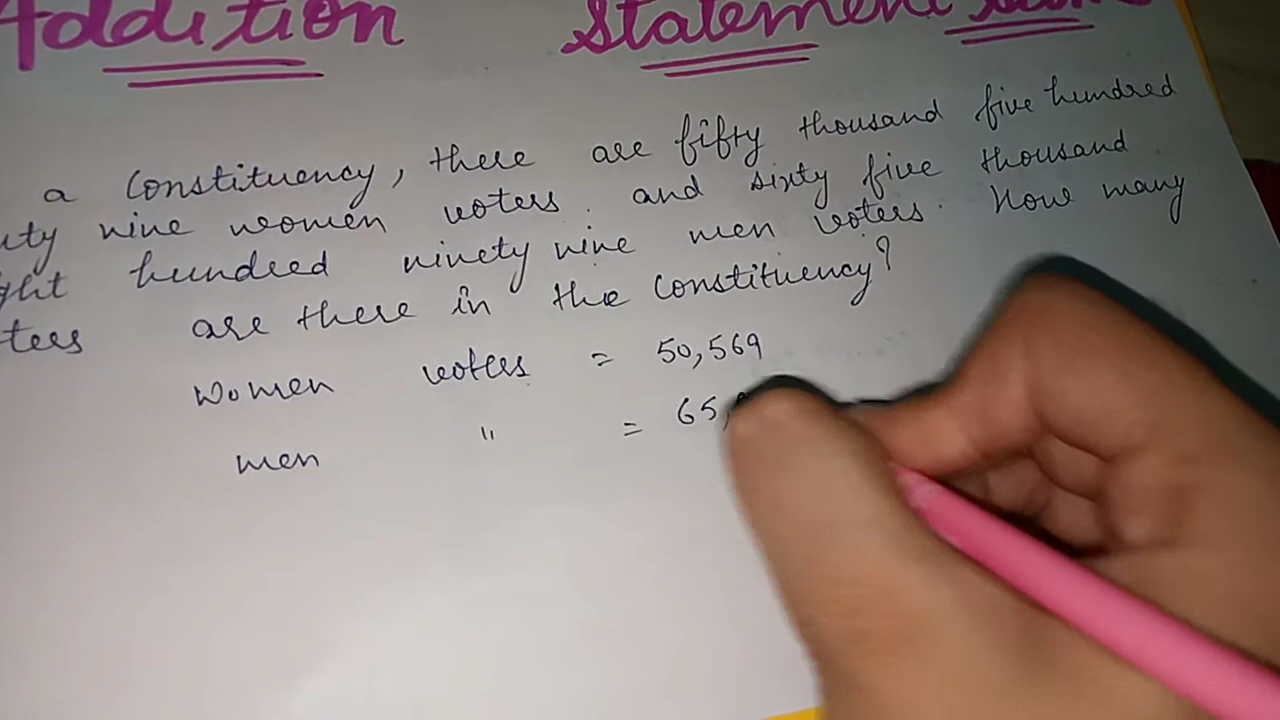 Addition Statement
a constituency, there are fifty thousand five hundred
nine women voters. and sixty five thousand
hundred ninety nine men voters. How many
are there in the constituency?
Women voters = 50,569
men " = 65,